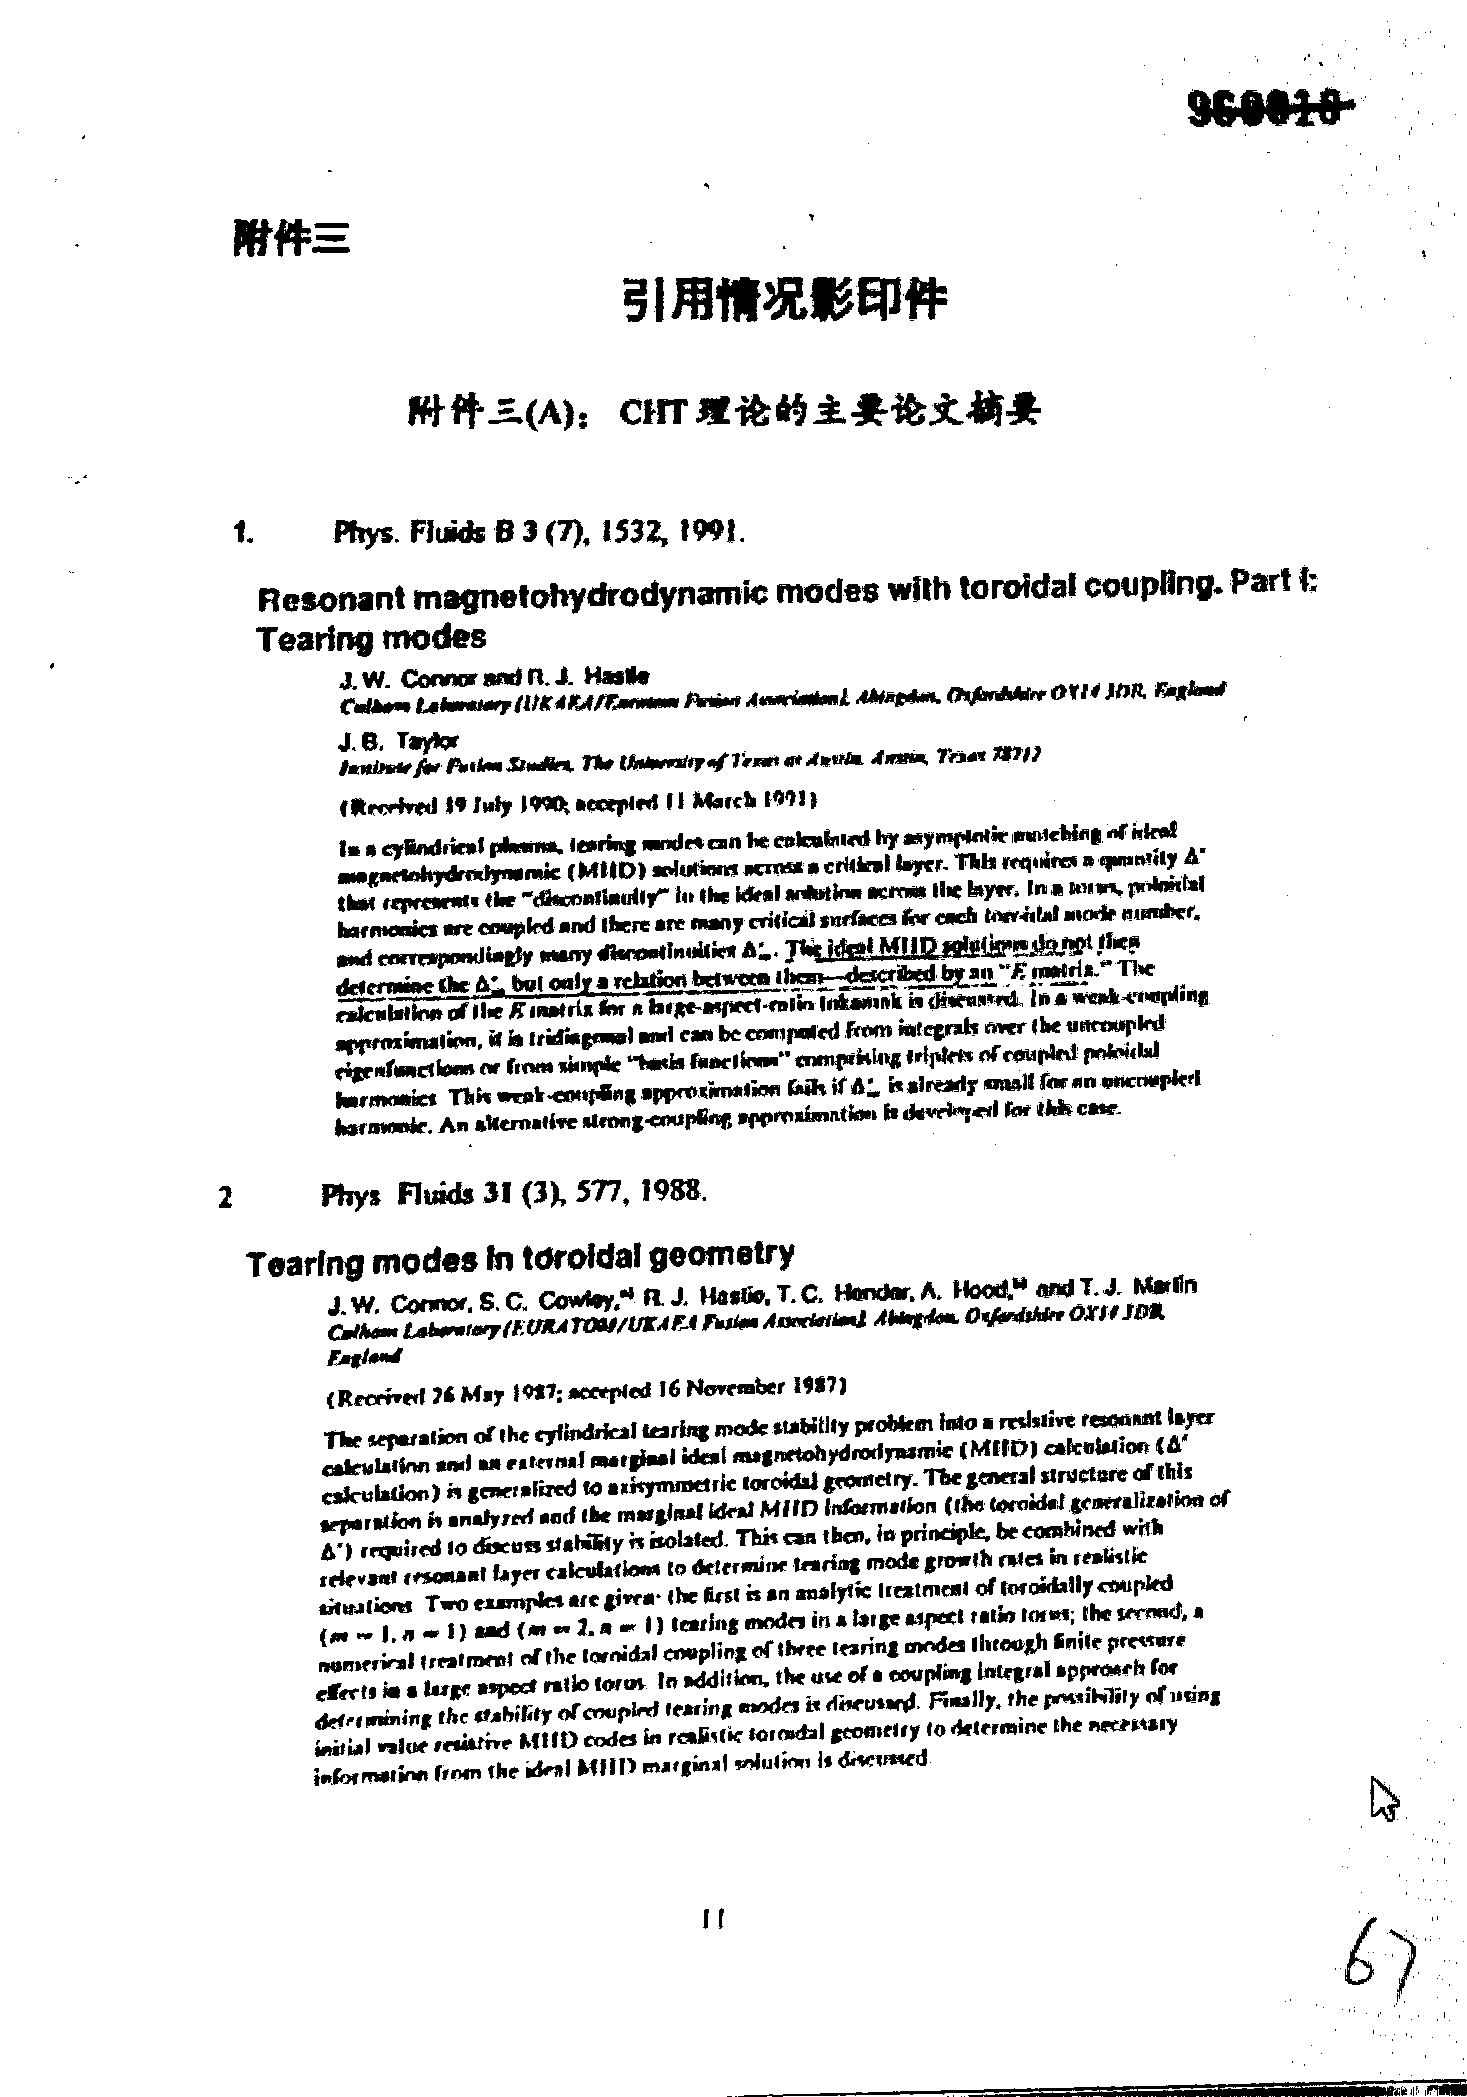 960010
附件三
引用情况影印件
附件三(A): CHT理论的主要论文摘要
1. Phys. Fluids B 3 (7), 1532, 1991.
Resonant magnetohydrodynamic modes with toroidal coupling. Part I:
Tearing modes
J. W. Connor and R. J. Hastie
Culham Laboratory (UKAEA/Euratom Fusion Association), Abingdon, Oxfordshire OX14 3DR, England
J. B. Taylor
Institute for Fusion Studies, The University of Texas at Austin, Austin, Texas 78712
(Received 19 July 1990; accepted 11 March 1991)
In a cylindrical plasma, tearing modes can be calculated by asymptotic matching of ideal
magnetohydrodynamic (MHD) solutions across a critical layer. This requires a quantity Δ'
that represents the "discontinuity" in the ideal solution across the layer. In a torus, poloidal
harmonics are coupled and there are many critical surfaces for each toroidal mode number,
and correspondingly many discontinuities Δ'ₘ. The ideal MHD solutions do not then
determine the Δ'ₘ but only a relation between them—described by an "E matrix." The
calculation of the E matrix for a large-aspect-ratio tokamak is discussed. In a weak-coupling
approximation, it is tridiagonal and can be computed from integrals over the uncoupled
eigenfunctions or from simple "basis functions" comprising triplets of coupled poloidal
harmonics. This weak-coupling approximation fails if Δ'ₘ is already small for an uncoupled
harmonic. An alternative strong-coupling approximation is developed for this case.
2 Phys Fluids 31 (3), 577, 1988.
Tearing modes in toroidal geometry
J. W. Connor, S. C. Cowley,a) R. J. Hastie, T. C. Hender, A. Hood,b) and T. J. Martin
Culham Laboratory (EURATOM/UKAEA Fusion Association), Abingdon, Oxfordshire OX14 3DR,
England
(Received 26 May 1987; accepted 16 November 1987)
The separation of the cylindrical tearing mode stability problem into a resistive resonant layer
calculation and an external marginal ideal magnetohydrodynamic (MHD) calculation (Δ'
calculation) is generalized to axisymmetric toroidal geometry. The general structure of this
separation is analyzed and the marginal ideal MHD information (the toroidal generalization of
Δ') required to discuss stability is isolated. This can then, in principle, be combined with
relevant resonant layer calculations to determine tearing mode growth rates in realistic
situations. Two examples are given: the first is an analytic treatment of toroidally coupled
(m = 1, n = 1) and (m = 2, n = 1) tearing modes in a large aspect ratio torus; the second, a
numerical treatment of the toroidal coupling of three tearing modes through finite pressure
effects in a large aspect ratio torus. In addition, the use of a coupling integral approach for
determining the stability of coupled tearing modes is discussed. Finally, the possibility of using
initial value resistive MHD codes in realistic toroidal geometry to determine the necessary
information from the ideal MHD marginal solution is discussed.
11
67